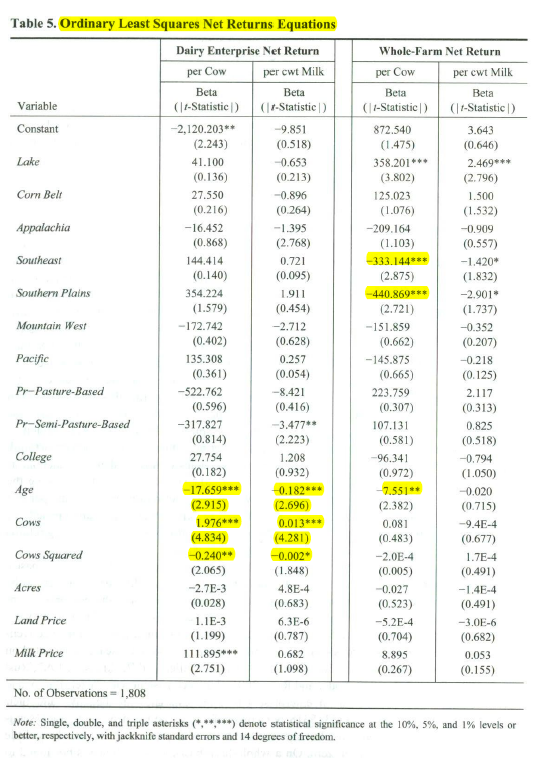 Table 5. Ordinary Least Squares Net Returns Equations
Dairy Enterprise Net Return Whole-Farm Net Return
per Cow per cwt Milk per Cow per cwt Milk
Beta Beta Beta Beta
Variable (|t-Statistic|) (|t-Statistic|) (|t-Statistic|) (|t-Statistic|)
Constant −2,120.203** −9.851 872.540 3.643
(2.243) (0.518) (1.475) (0.646)
Lake 41.100 −0.653 358.201*** 2.469***
(0.136) (0.213) (3.802) (2.796)
Corn Belt 27.550 −0.896 125.023 1.500
(0.216) (0.264) (1.076) (1.532)
Appalachia −16.452 −1.395 −209.164 −0.909
(0.868) (2.768) (1.103) (0.557)
Southeast 144.414 0.721 −333.144*** −1.420*
(0.140) (0.095) (2.875) (1.832)
Southern Plains 354.224 1.911 −440.869*** −2.901*
(1.579) (0.454) (2.721) (1.737)
Mountain West −172.742 −2.712 −151.859 −0.352
(0.402) (0.628) (0.662) (0.207)
Pacific 135.308 0.257 −145.875 −0.218
(0.361) (0.054) (0.665) (0.125)
Pr−Pasture-Based −522.762 −8.421 223.759 2.117
(0.596) (0.416) (0.307) (0.313)
Pr−Semi-Pasture-Based −317.827 −3.477** 107.131 0.825
(0.814) (2.223) (0.581) (0.518)
College 27.754 1.208 −96.341 −0.794
(0.182) (0.932) (0.972) (1.050)
Age −17.659*** −0.182*** −7.551** −0.020
(2.915) (2.696) (2.382) (0.715)
Cows 1.976*** 0.013*** 0.081 −9.4E-4
(4.834) (4.281) (0.483) (0.677)
Cows Squared −0.240** −0.002* −2.0E-4 1.7E-4
(2.065) (1.848) (0.005) (0.491)
Acres −2.7E-3 4.8E-4 −0.027 −1.4E-4
(0.028) (0.683) (0.523) (0.491)
Land Price 1.1E-3 6.3E-6 −5.2E-4 −3.0E-6
(1.199) (0.787) (0.704) (0.682)
Milk Price 111.895*** 0.682 8.895 0.053
(2.751) (1.098) (0.267) (0.155)
No. of Observations = 1,808
Note: Single, double, and triple asterisks (*,**,***) denote statistical significance at the 10%, 5%, and 1% levels or
better, respectively, with jackknife standard errors and 14 degrees of freedom.